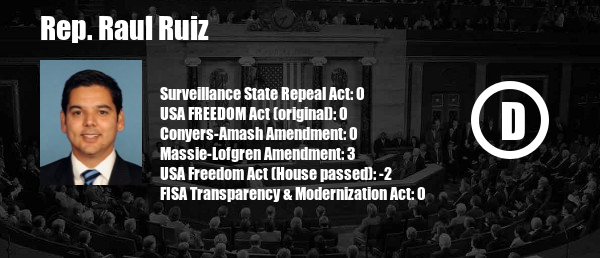 Rep. Raul Ruiz
Surveillance State Repeal Act: 0
USA FREEDOM Act (original): 0
Conyers-Amash Amendment: 0
Massie-Lofgren Amendment: 3
USA Freedom Act (House passed): -2
FISA Transparency & Modernization Act: 0
D